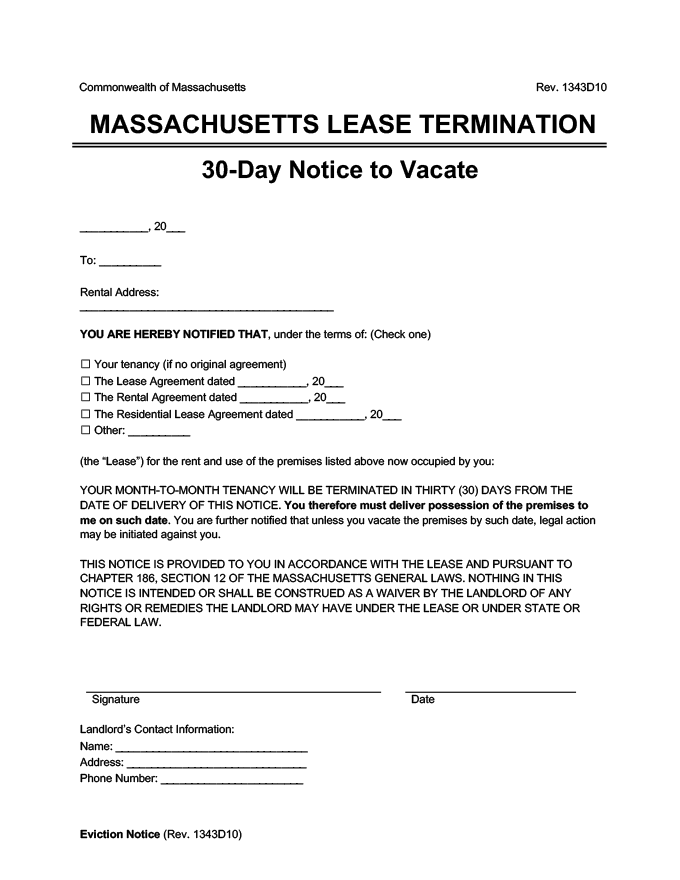 Commonwealth of Massachusetts Rev. 1343D10
MASSACHUSETTS LEASE TERMINATION
30-Day Notice to Vacate
___________, 20___
To: __________
Rental Address:
_________________________________________
YOU ARE HEREBY NOTIFIED THAT, under the terms of: (Check one)
☐ Your tenancy (if no original agreement)
☐ The Lease Agreement dated ___________, 20___
☐ The Rental Agreement dated ___________, 20___
☐ The Residential Lease Agreement dated ___________, 20___
☐ Other: __________
(the “Lease”) for the rent and use of the premises listed above now occupied by you:
YOUR MONTH-TO-MONTH TENANCY WILL BE TERMINATED IN THIRTY (30) DAYS FROM THE
DATE OF DELIVERY OF THIS NOTICE. You therefore must deliver possession of the premises to
me on such date. You are further notified that unless you vacate the premises by such date, legal action
may be initiated against you.
THIS NOTICE IS PROVIDED TO YOU IN ACCORDANCE WITH THE LEASE AND PURSUANT TO
CHAPTER 186, SECTION 12 OF THE MASSACHUSETTS GENERAL LAWS. NOTHING IN THIS
NOTICE IS INTENDED OR SHALL BE CONSTRUED AS A WAIVER BY THE LANDLORD OF ANY
RIGHTS OR REMEDIES THE LANDLORD MAY HAVE UNDER THE LEASE OR UNDER STATE OR
FEDERAL LAW.
Signature Date
Landlord’s Contact Information:
Name: _______________________________
Address: _____________________________
Phone Number: _______________________
Eviction Notice (Rev. 1343D10)